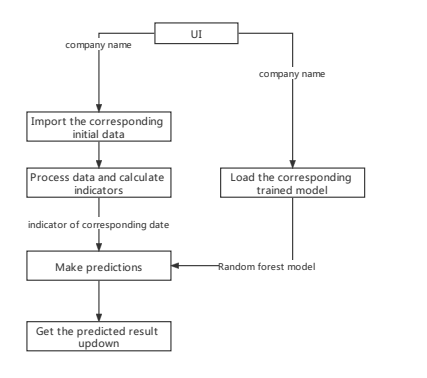 UI
company name
company name
Import the corresponding
initial data
Process data and calculate
indicators
Load the corresponding
trained model
indicator of corresponding date
Make predictions
Random forest model
Get the predicted result
updown